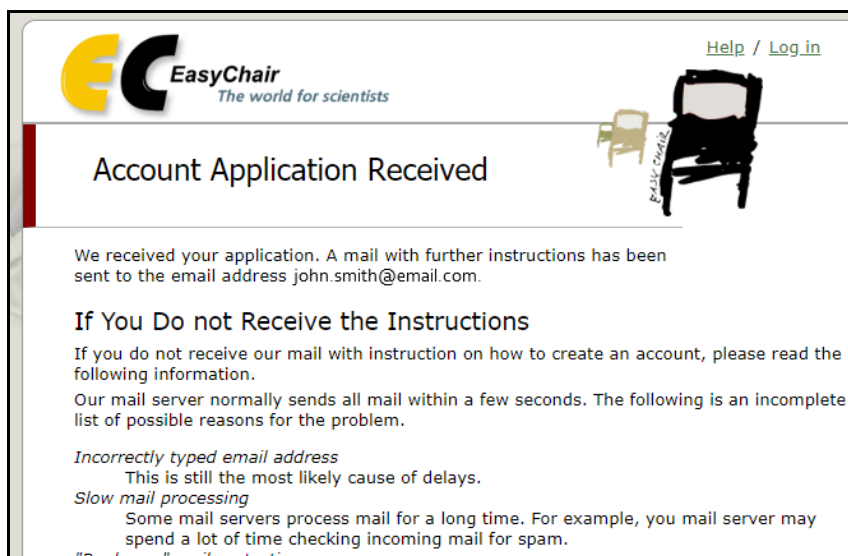 EC EasyChair
The world for scientists
Help / Log in
EASY CHAIR
Account Application Received
We received your application. A mail with further instructions has been
sent to the email address john.smith@email.com.
If You Do not Receive the Instructions
If you do not receive our mail with instruction on how to create an account, please read the
following information.
Our mail server normally sends all mail within a few seconds. The following is an incomplete
list of possible reasons for the problem.
Incorrectly typed email address
This is still the most likely cause of delays.
Slow mail processing
Some mail servers process mail for a long time. For example, you mail server may
spend a lot of time checking incoming mail for spam.